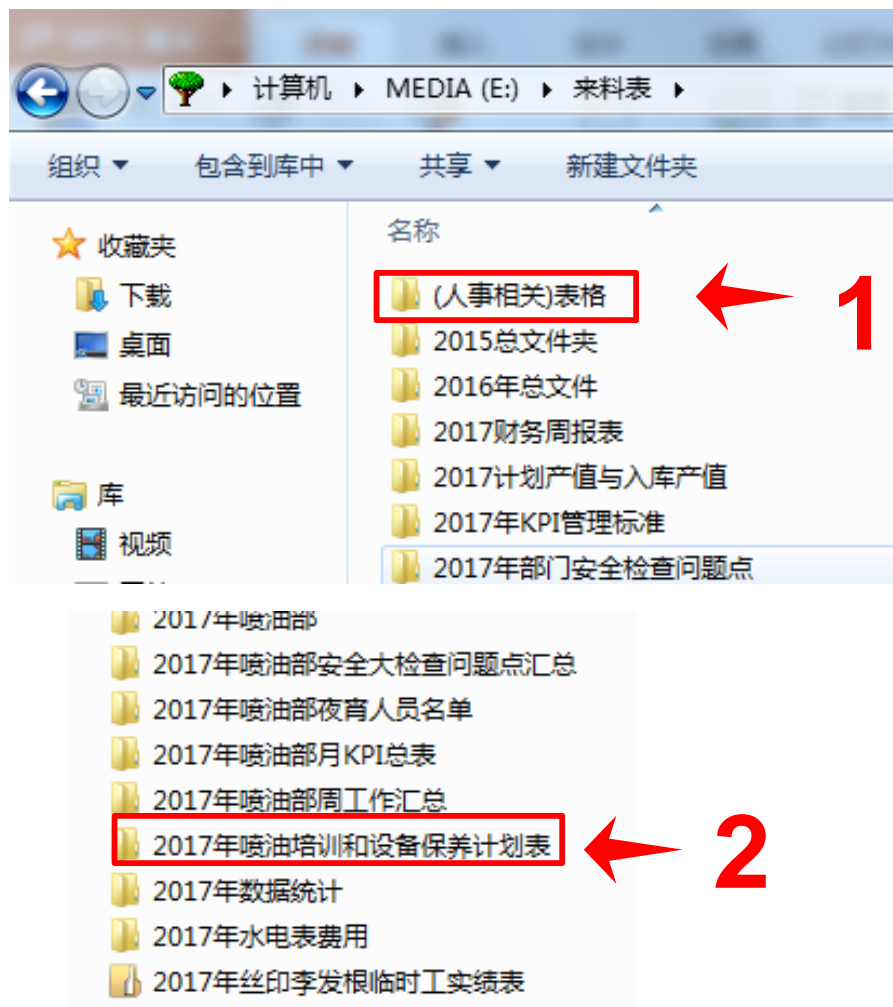 计算机 MEDIA (E:) 来料表
组织 包含到库中 共享 新建文件夹
收藏夹
下载
桌面
最近访问的位置
库
视频
名称
(人事相关)表格
1
2015总文件夹
2016年总文件
2017财务周报表
2017计划产值与入库产值
2017年KPI管理标准
2017年部门安全检查问题点
2017年喷油部
2017年喷油部安全大检查问题点汇总
2017年喷油部夜宵人员名单
2017年喷油部月KPI总表
2017年喷油部周工作汇总
2017年喷油培训和设备保养计划表
2
2017年数据统计
2017年水电表费用
2017年丝印李发根临时工实绩表